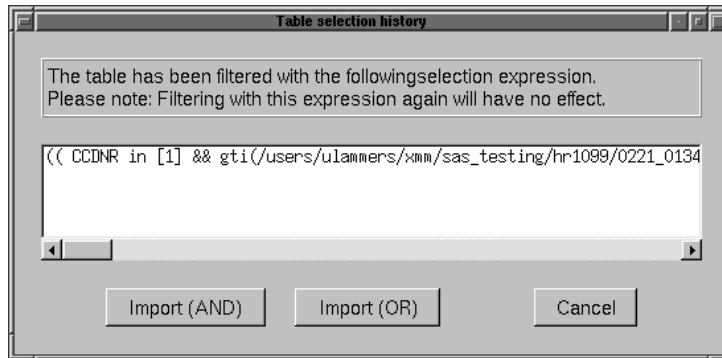 Table selection history
The table has been filtered with the followingselection expression.
Please note: Filtering with this expression again will have no effect.
(( CCDNR in [1] && gti(/users/ulammers/xmm/sas_testing/hr1099/0221_0134
Import (AND)
Import (OR)
Cancel